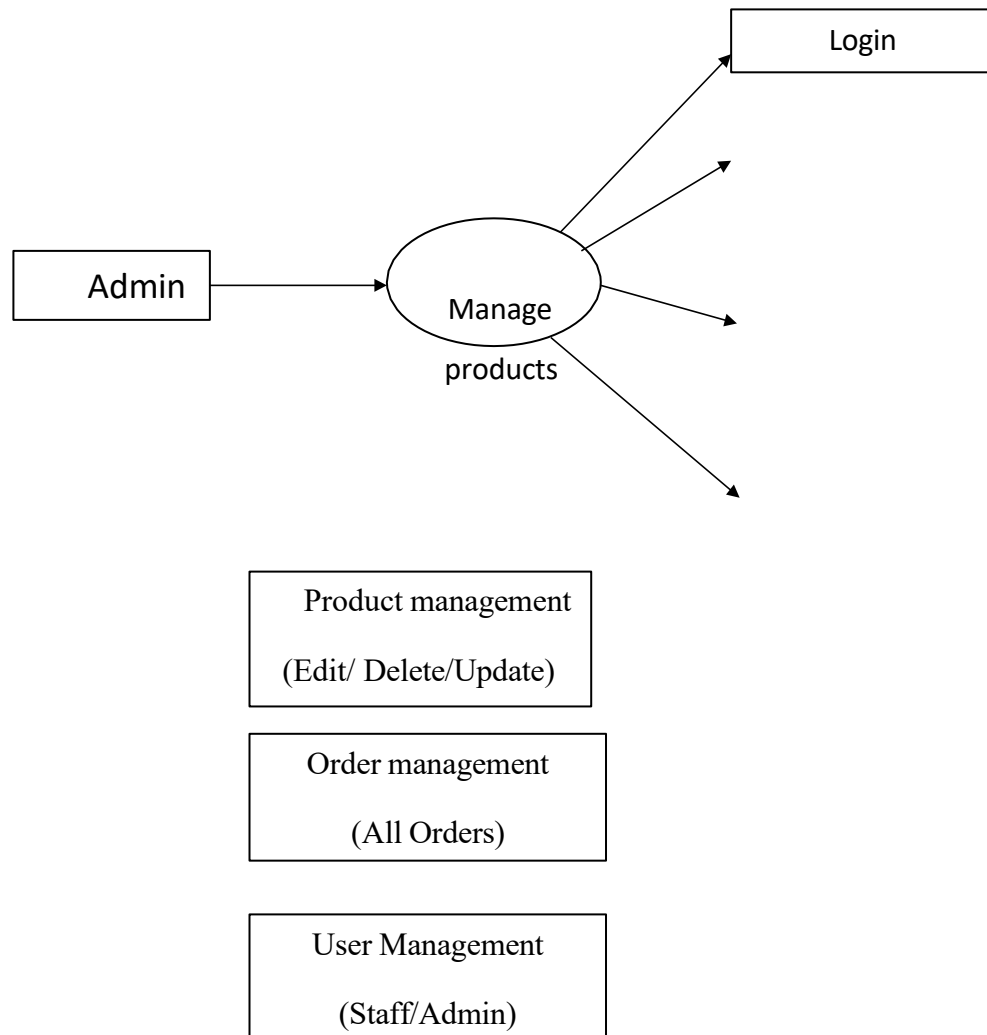 Login
Admin
Manage
products
Product management
(Edit/ Delete/Update)
Order management
(All Orders)
User Management
(Staff/Admin)